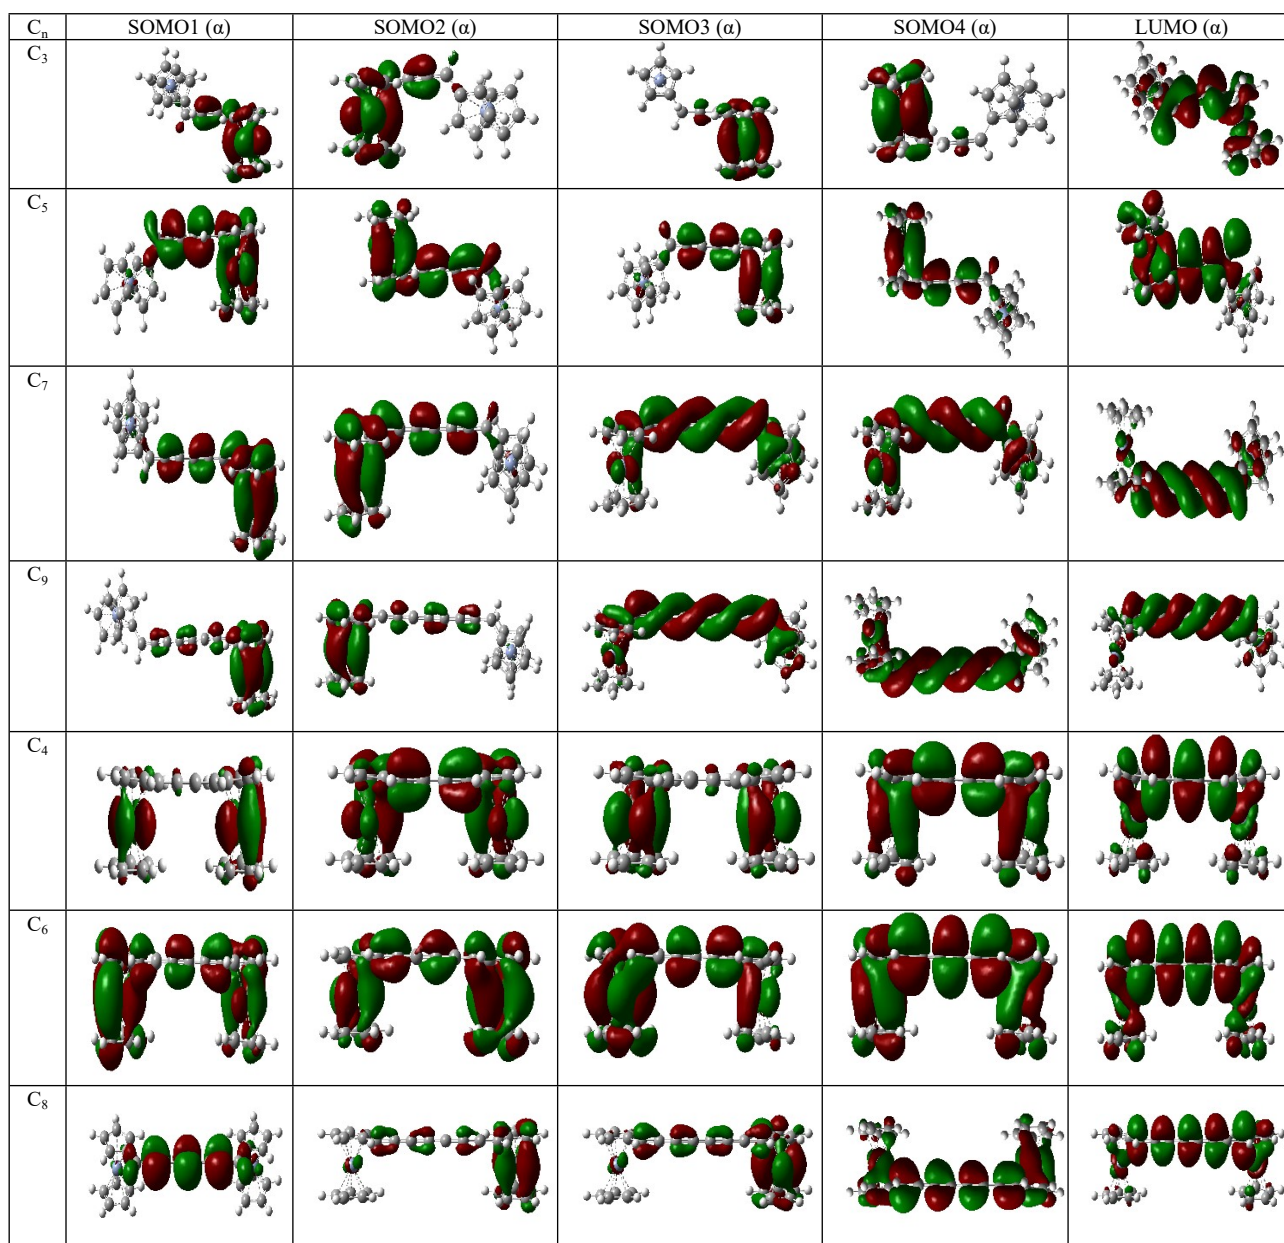 Cₙ SOMO1 (α) SOMO2 (α) SOMO3 (α) SOMO4 (α) LUMO (α)
C₃
C₅
C₇
C₉
C₄
C₆
C₈